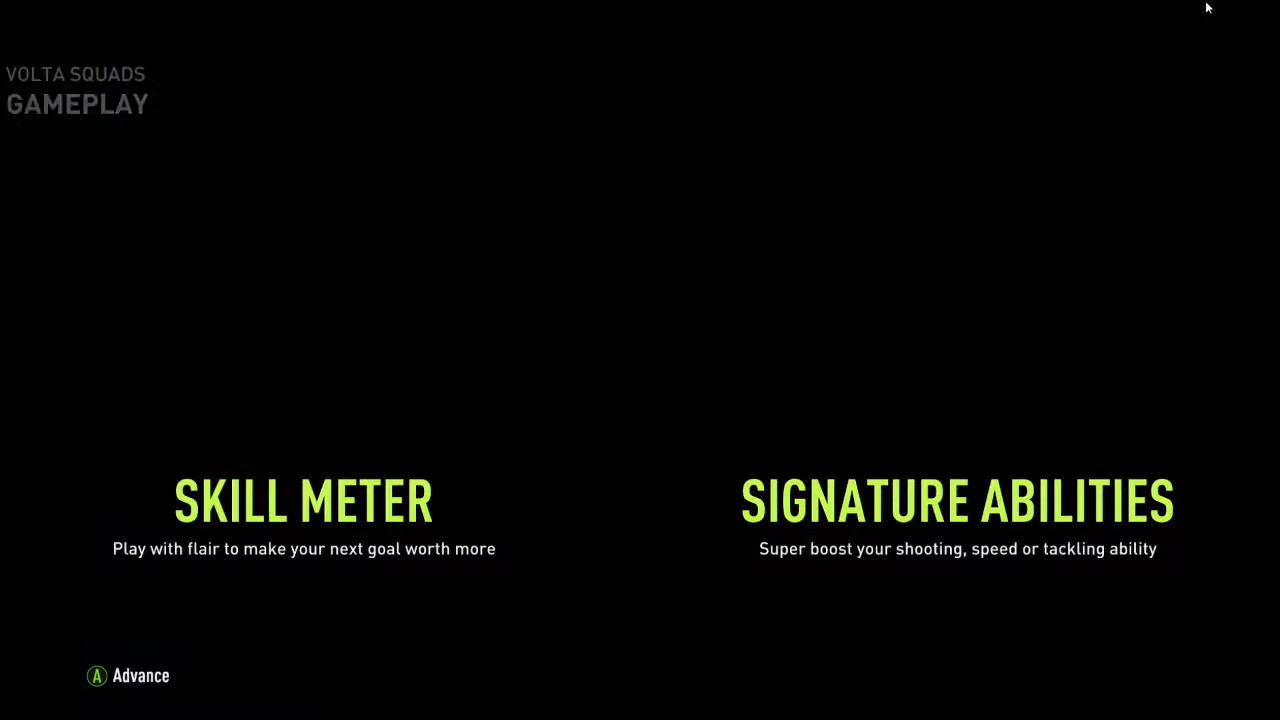 VOLTA SQUADS
GAMEPLAY
SKILL METER
Play with flair to make your next goal worth more
SIGNATURE ABILITIES
Super boost your shooting, speed or tackling ability
A Advance